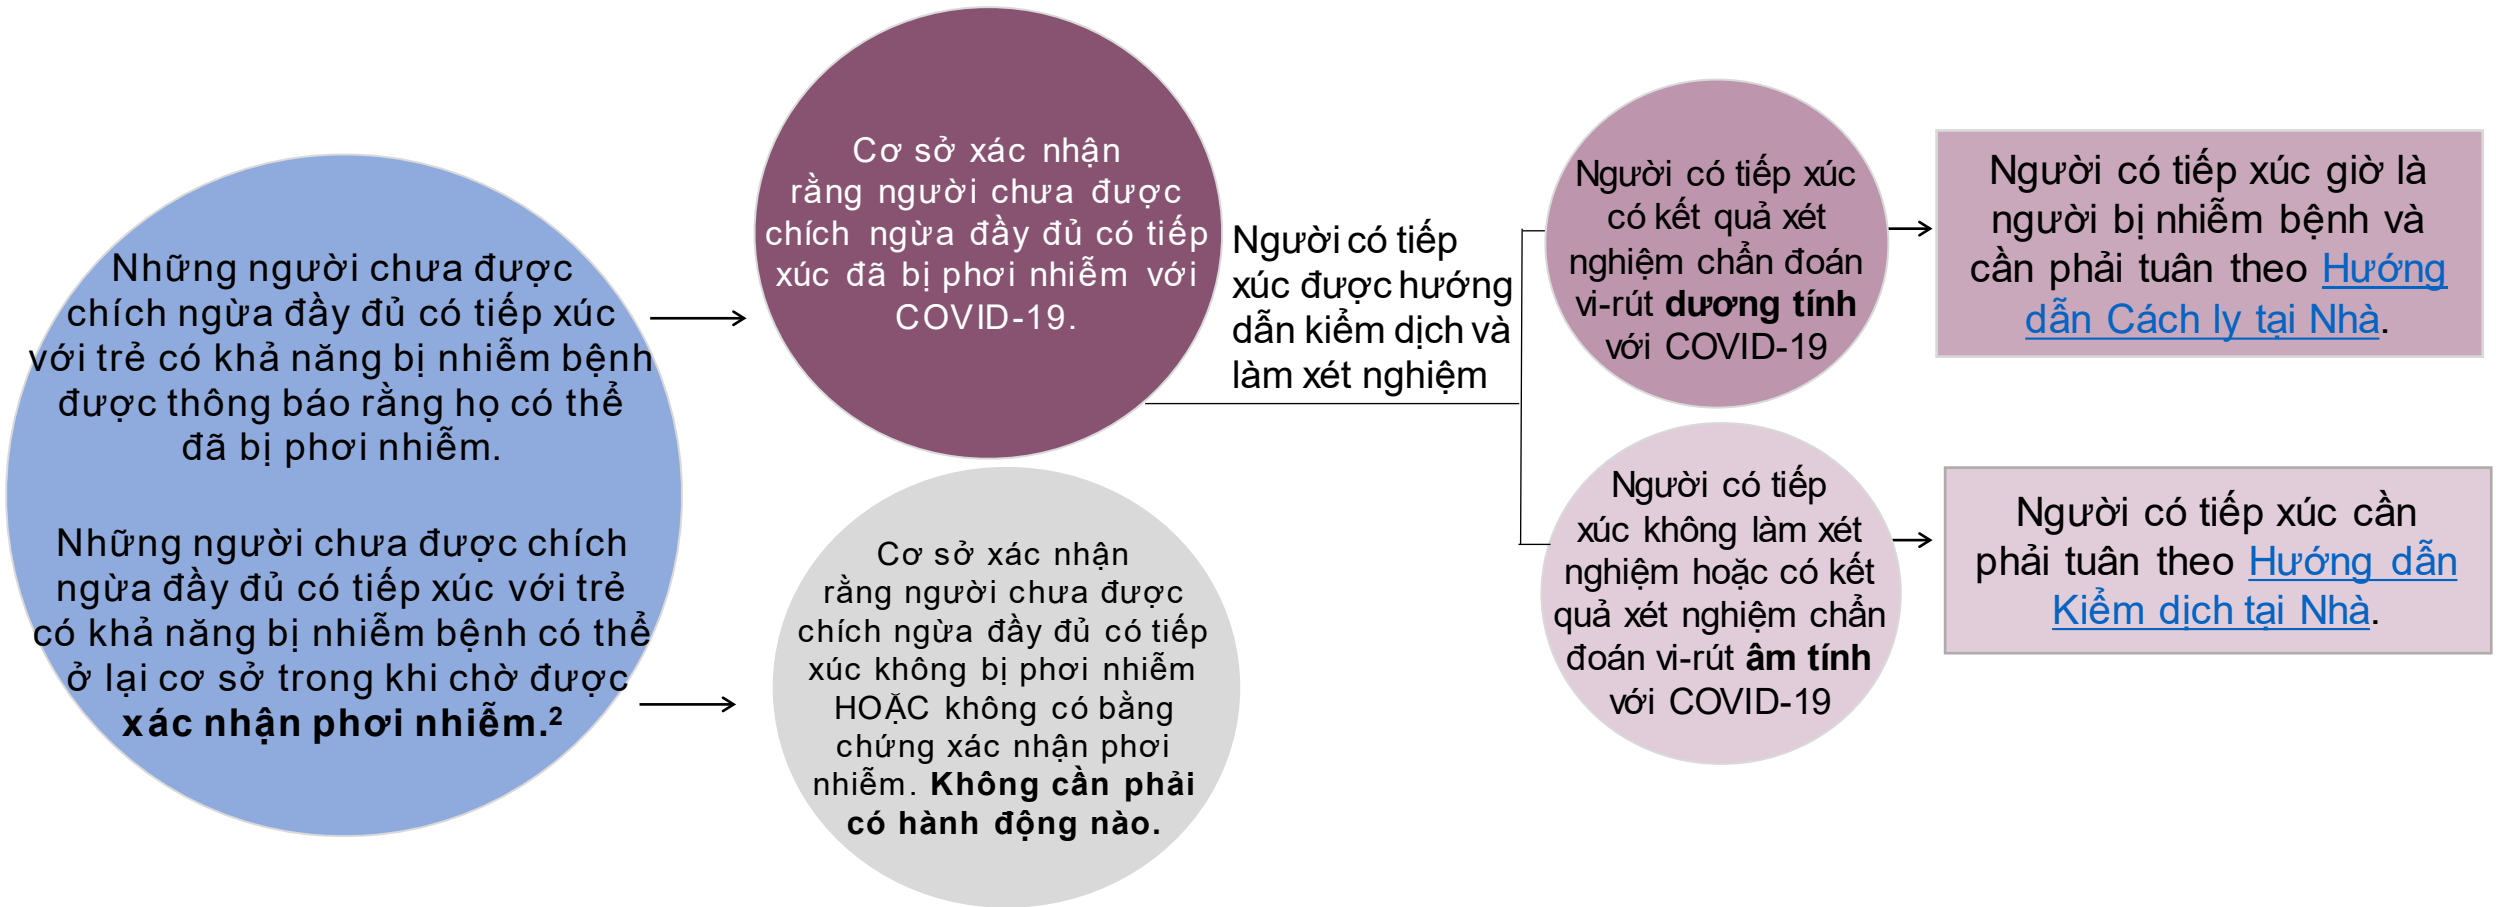 Những người chưa được
chích ngừa đầy đủ có tiếp xúc
với trẻ có khả năng bị nhiễm bệnh
được thông báo rằng họ có thể
đã bị phơi nhiễm.
Những người chưa được chích
ngừa đầy đủ có tiếp xúc với trẻ
có khả năng bị nhiễm bệnh có thể
ở lại cơ sở trong khi chờ được
xác nhận phơi nhiễm.²
Cơ sở xác nhận
rằng người chưa được
chích ngừa đầy đủ có tiếp
xúc đã bị phơi nhiễm với
COVID-19.
Cơ sở xác nhận
rằng người chưa được
chích ngừa đầy đủ có tiếp
xúc không bị phơi nhiễm
HOẶC không có bằng
chứng xác nhận phơi
nhiễm. Không cần phải
có hành động nào.
Người có tiếp
xúc được hướng
dẫn kiểm dịch và
làm xét nghiệm
Người có tiếp xúc
có kết quả xét
nghiệm chẩn đoán
vi-rút dương tính
với COVID-19
Người có tiếp xúc giờ là
người bị nhiễm bệnh và
cần phải tuân theo Hướng
dẫn Cách ly tại Nhà.
Người có tiếp
xúc không làm xét
nghiệm hoặc có kết
quả xét nghiệm chẩn
đoán vi-rút âm tính
với COVID-19
Người có tiếp xúc cần
phải tuân theo Hướng dẫn
Kiểm dịch tại Nhà.